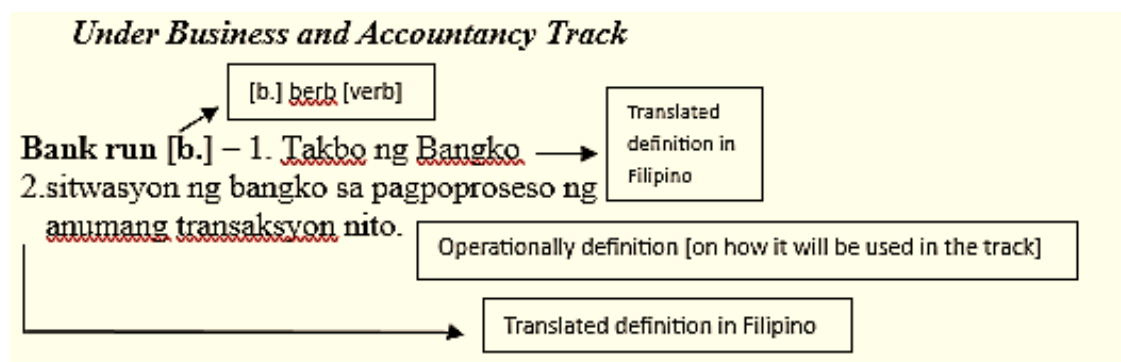 Under Business and Accountancy Track
[b.] berb [verb]
Bank run [b.] – 1. Takbo ng Bangko
Translated
definition in
Filipino
2.sitwasyon ng bangko sa pagpoproseso ng
anumang transaksyon nito.
Operationally definition [on how it will be used in the track]
Translated definition in Filipino